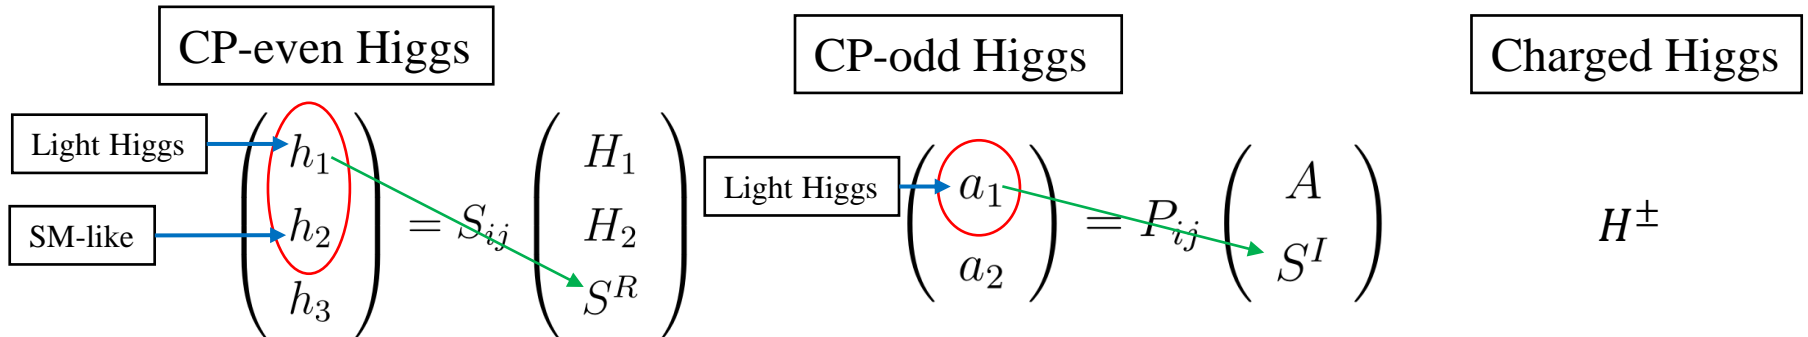 CP-even Higgs
CP-odd Higgs
Charged Higgs
Light Higgs
SM-like
h₁
h₂
h₃
= Sᵢⱼ
H₁
H₂
Sᴿ
Light Higgs
a₁
a₂
= Pᵢⱼ
A
Sᴵ
H±